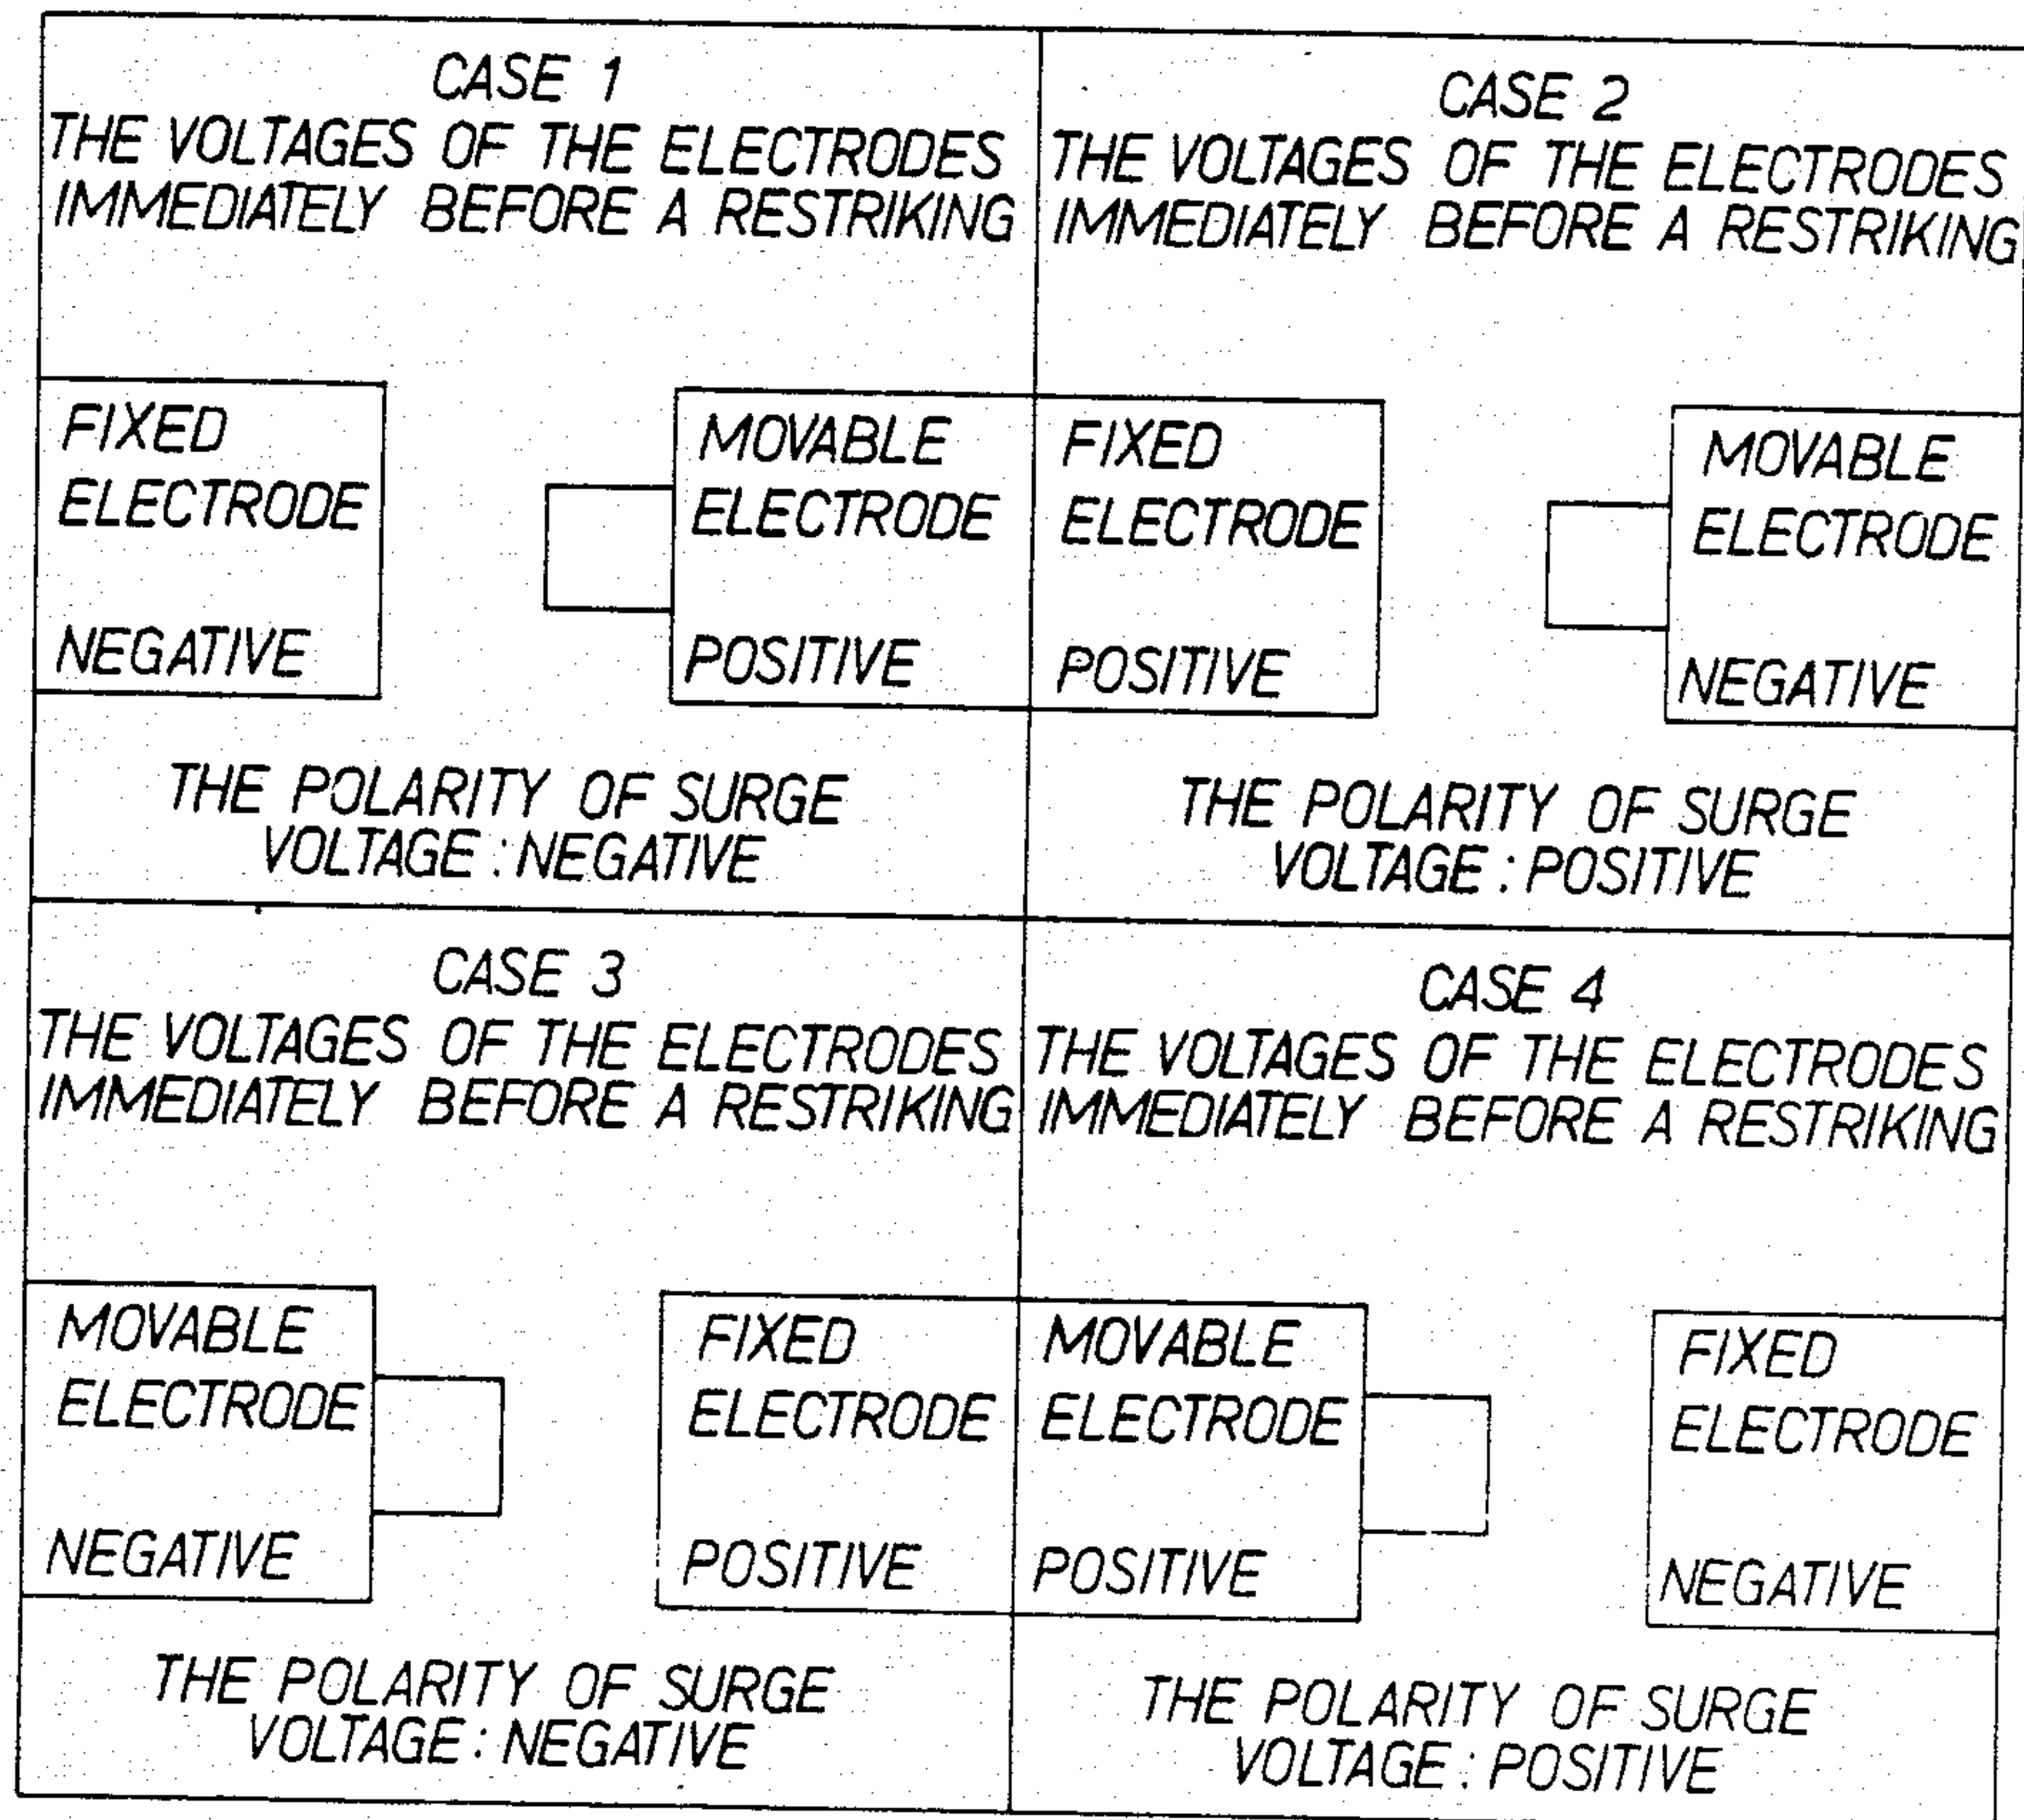 CASE 1
THE VOLTAGES OF THE ELECTRODES
IMMEDIATELY BEFORE A RESTRIKING
FIXED
ELECTRODE
NEGATIVE
MOVABLE
ELECTRODE
POSITIVE
THE POLARITY OF SURGE
VOLTAGE : NEGATIVE
CASE 2
THE VOLTAGES OF THE ELECTRODES
IMMEDIATELY BEFORE A RESTRIKING
FIXED
ELECTRODE
POSITIVE
MOVABLE
ELECTRODE
NEGATIVE
THE POLARITY OF SURGE
VOLTAGE : POSITIVE
CASE 3
THE VOLTAGES OF THE ELECTRODES
IMMEDIATELY BEFORE A RESTRIKING
MOVABLE
ELECTRODE
NEGATIVE
FIXED
ELECTRODE
POSITIVE
THE POLARITY OF SURGE
VOLTAGE : NEGATIVE
CASE 4
THE VOLTAGES OF THE ELECTRODES
IMMEDIATELY BEFORE A RESTRIKING
MOVABLE
ELECTRODE
POSITIVE
FIXED
ELECTRODE
NEGATIVE
THE POLARITY OF SURGE
VOLTAGE : POSITIVE